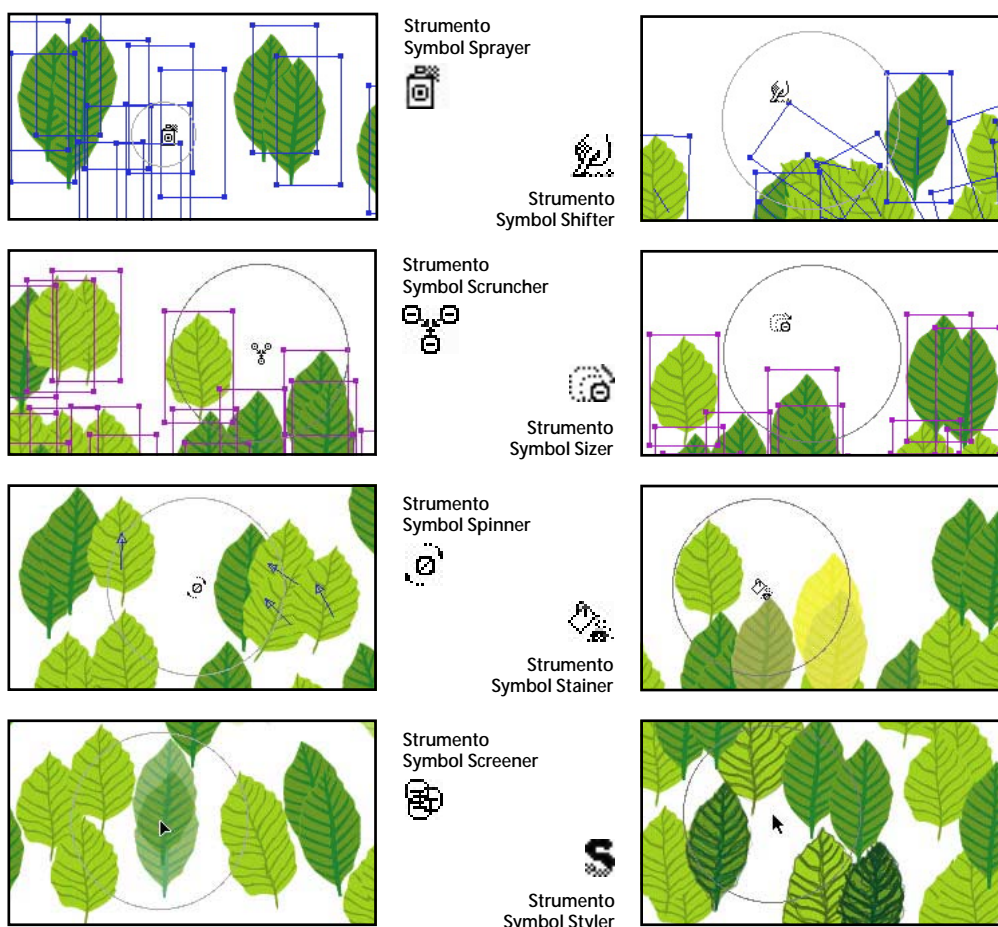 Strumento
Symbol Sprayer
Strumento
Symbol Shifter
Strumento
Symbol Scruncher
Strumento
Symbol Sizer
Strumento
Symbol Spinner
Strumento
Symbol Stainer
Strumento
Symbol Screener
Strumento
Symbol Styler